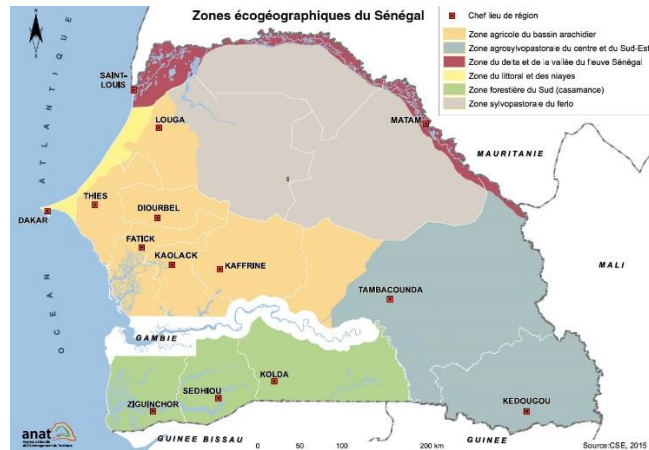 Zones écogéographiques du Sénégal
Chef lieu de région
Zone agricole du bassin arachidier
Zone agrosylvopastorale du centre et du Sud-Est
Zone du delta et de la vallée du fleuve Sénégal
Zone du littoral et des niayes
Zone forestière du Sud (casamance)
Zone sylvopastorale du ferlo
N
SAINT-
LOUIS
LOUGA
MATAM
MAURITANIE
OCEAN ATLANTIQUE
THIES
DIOURBEL
DAKAR
FATICK
KAOLACK
KAFFRINE
MALI
TAMBACOUNDA
GAMBIE
KOLDA
SEDHIOU
ZIGUINCHOR
KEDOUGOU
GUINEE BISSAU
GUINEE
0 50 100 200 km
anat
Source:CSE, 2015